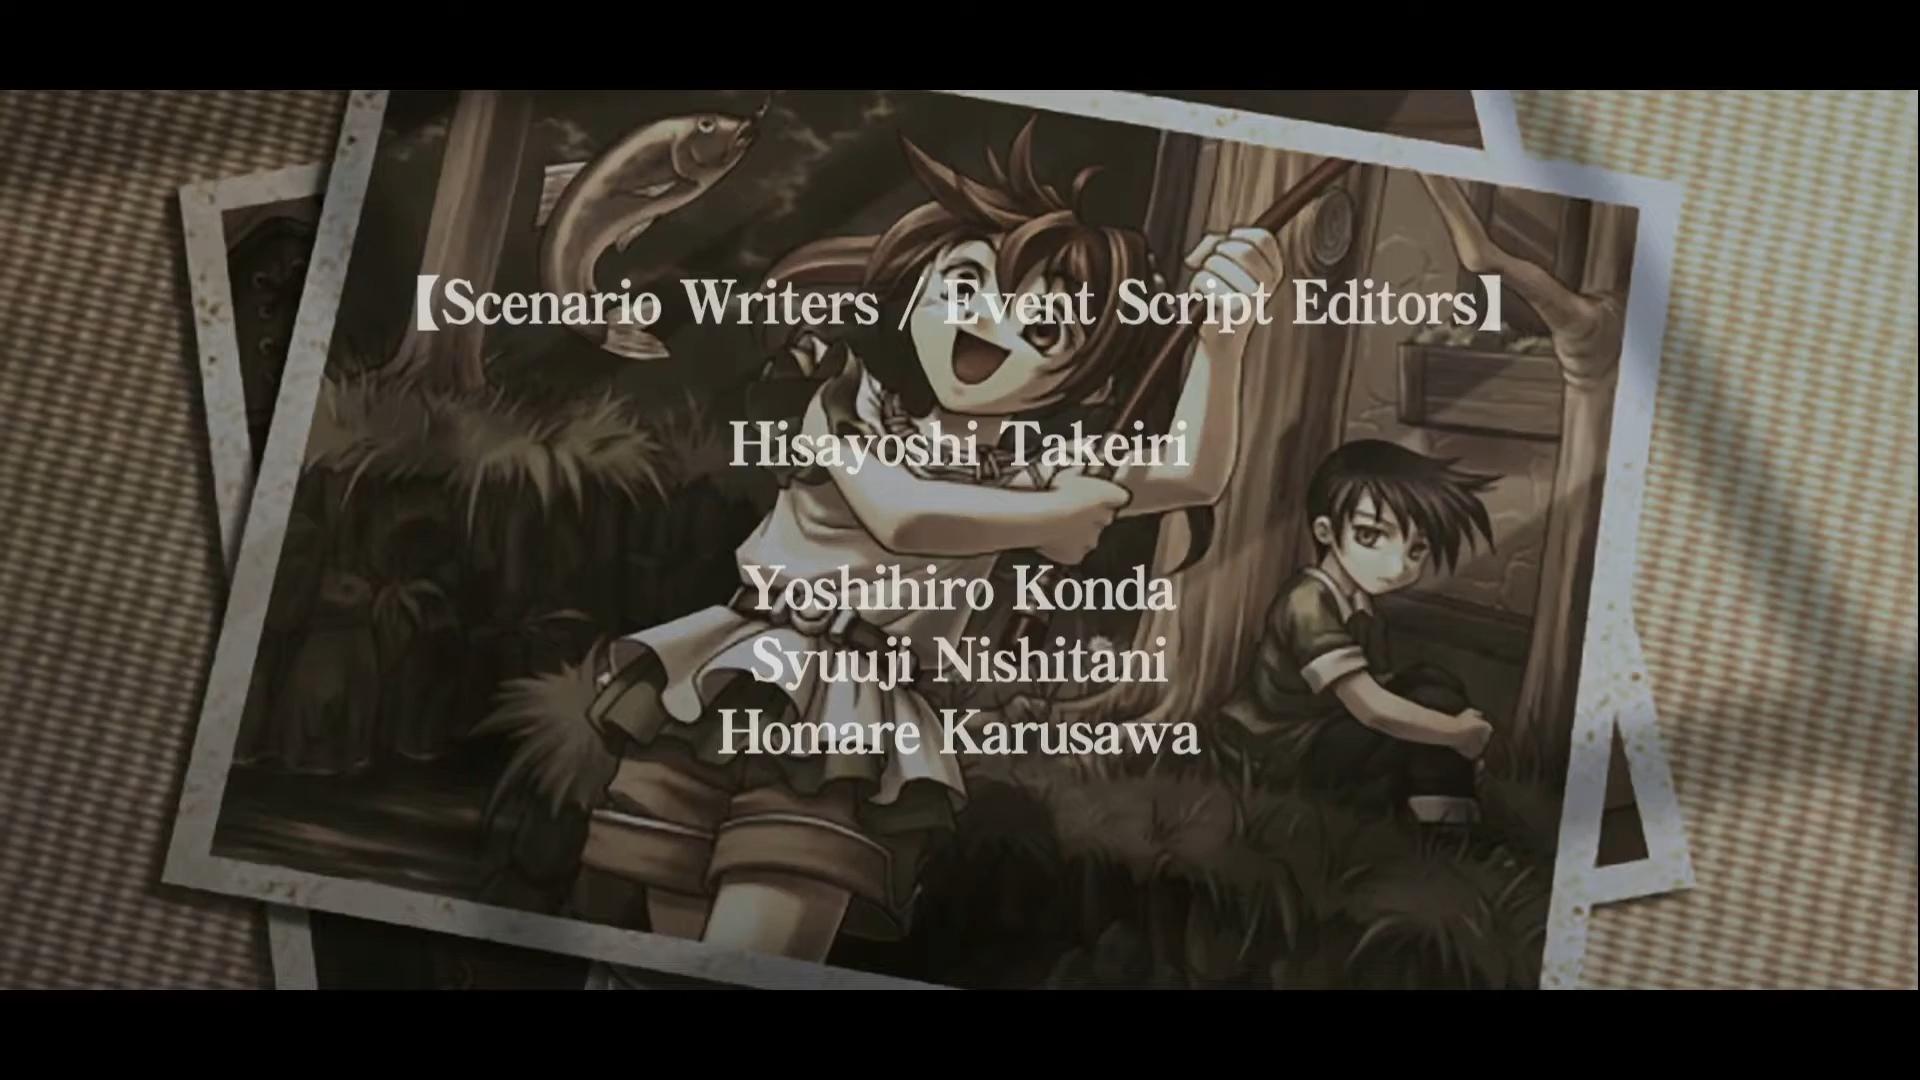 【Scenario Writers / Event Script Editors】
Hisayoshi Takeiri
Yoshihiro Konda
Syuuji Nishitani
Homare Karusawa